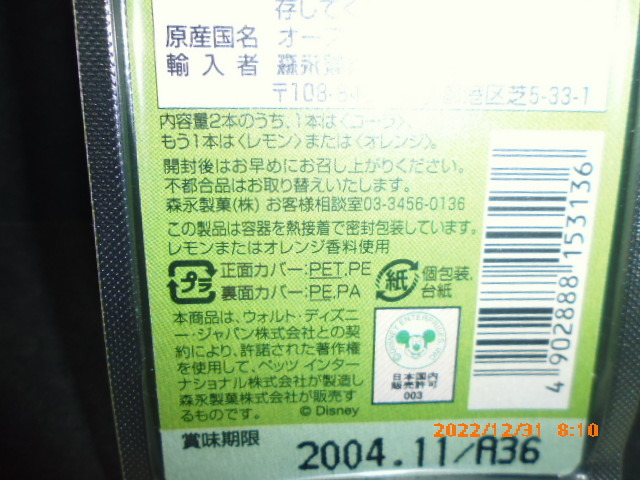 存してく
原産国名 オー
輸入者 森永製
〒108- 港区芝5-33-1
内容量2本のうち、1本は〈コーラ〉、
もう1本は〈レモン〉または〈オレンジ〉。
開封後はお早めにお召し上がりください。
不都合品はお取り替えいたします。
森永製菓(株) お客様相談室03-3456-0136
この製品は容器を熱接着で密封包装しています。
レモンまたはオレンジ香料使用
プラ
正面カバー:PET,PE
裏面カバー:PE,PA
紙
個包装、
台紙
本商品は、ウォルト・ディズニ
ー・ジャパン株式会社との契
約により、許諾された著作権
を使用して、ペッツ インター
ナショナル株式会社が製造し
森永製菓株式会社が販売す
るものです。
© Disney
DISNEY ENTERPRISES, INC.
日本国内
販売許可
003
4 902888 153136
賞味期限
2004.11/A36
2022/12/31 8:10